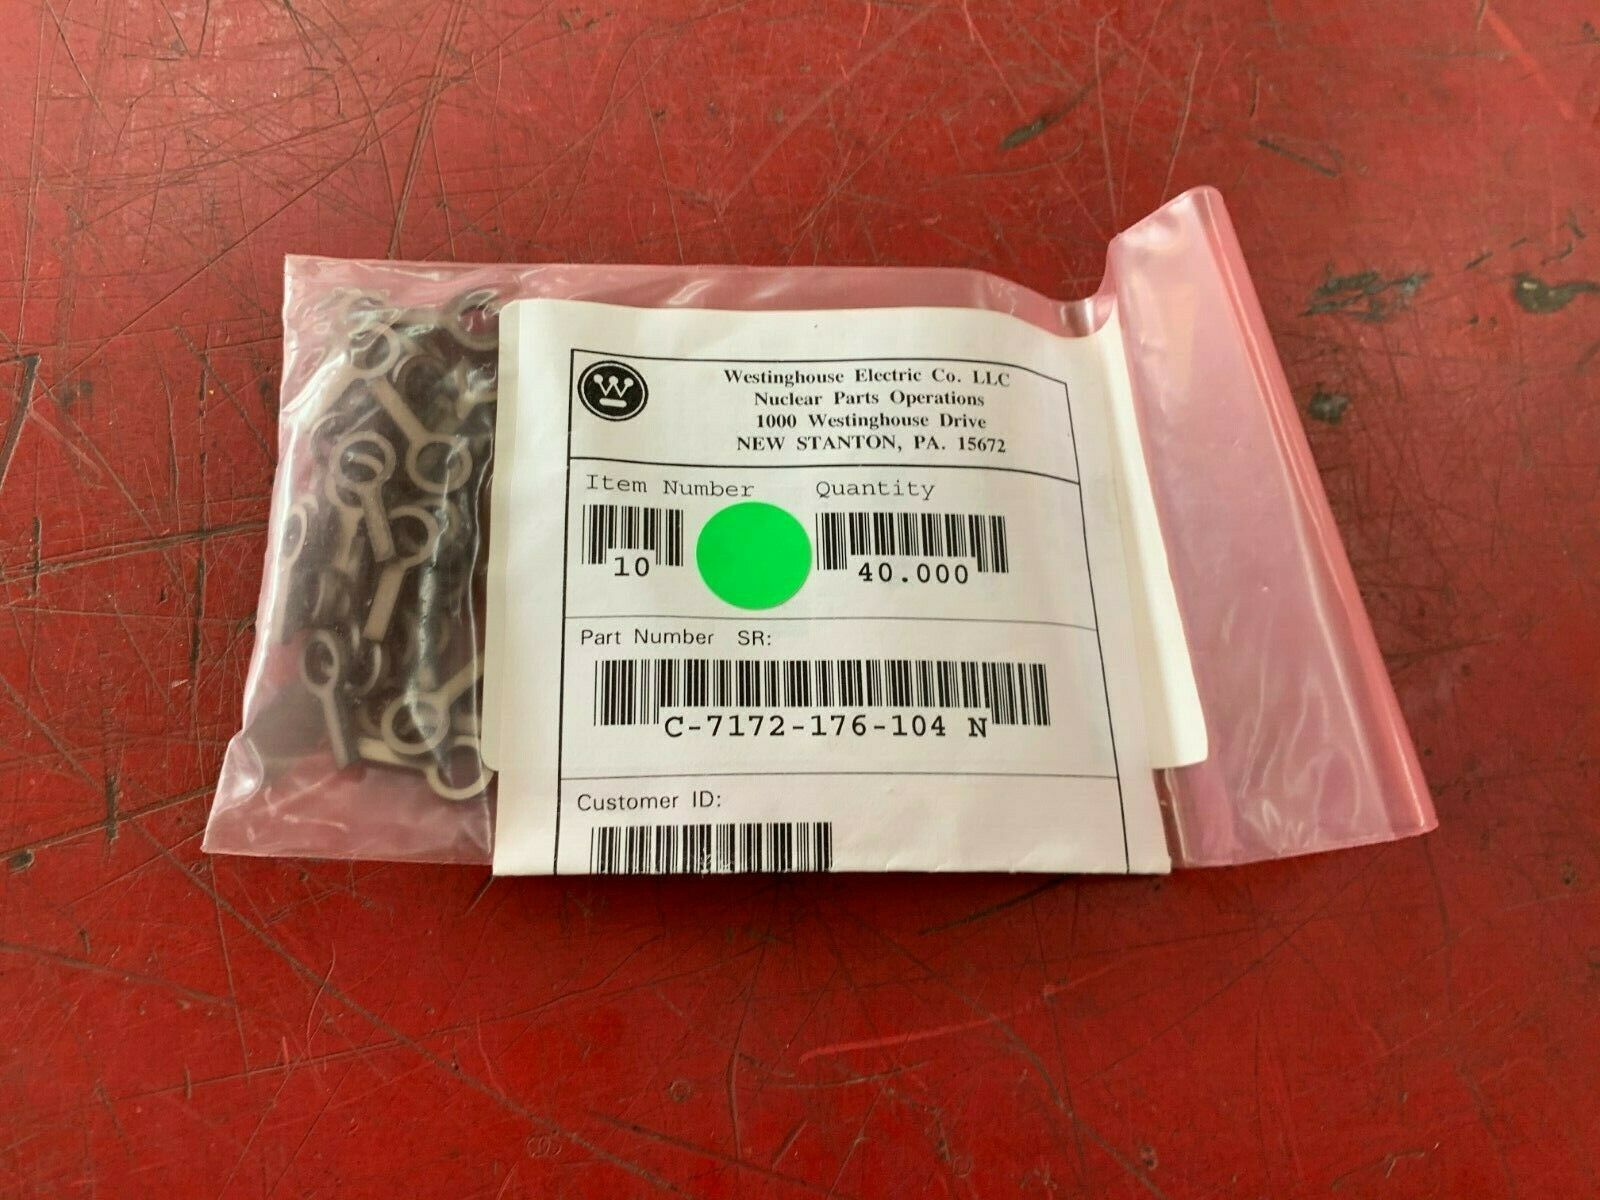 W
Westinghouse Electric Co. LLC
Nuclear Parts Operations
1000 Westinghouse Drive
NEW STANTON, PA. 15672
Item Number Quantity
10 40.000
Part Number SR:
C-7172-176-104 N
Customer ID: